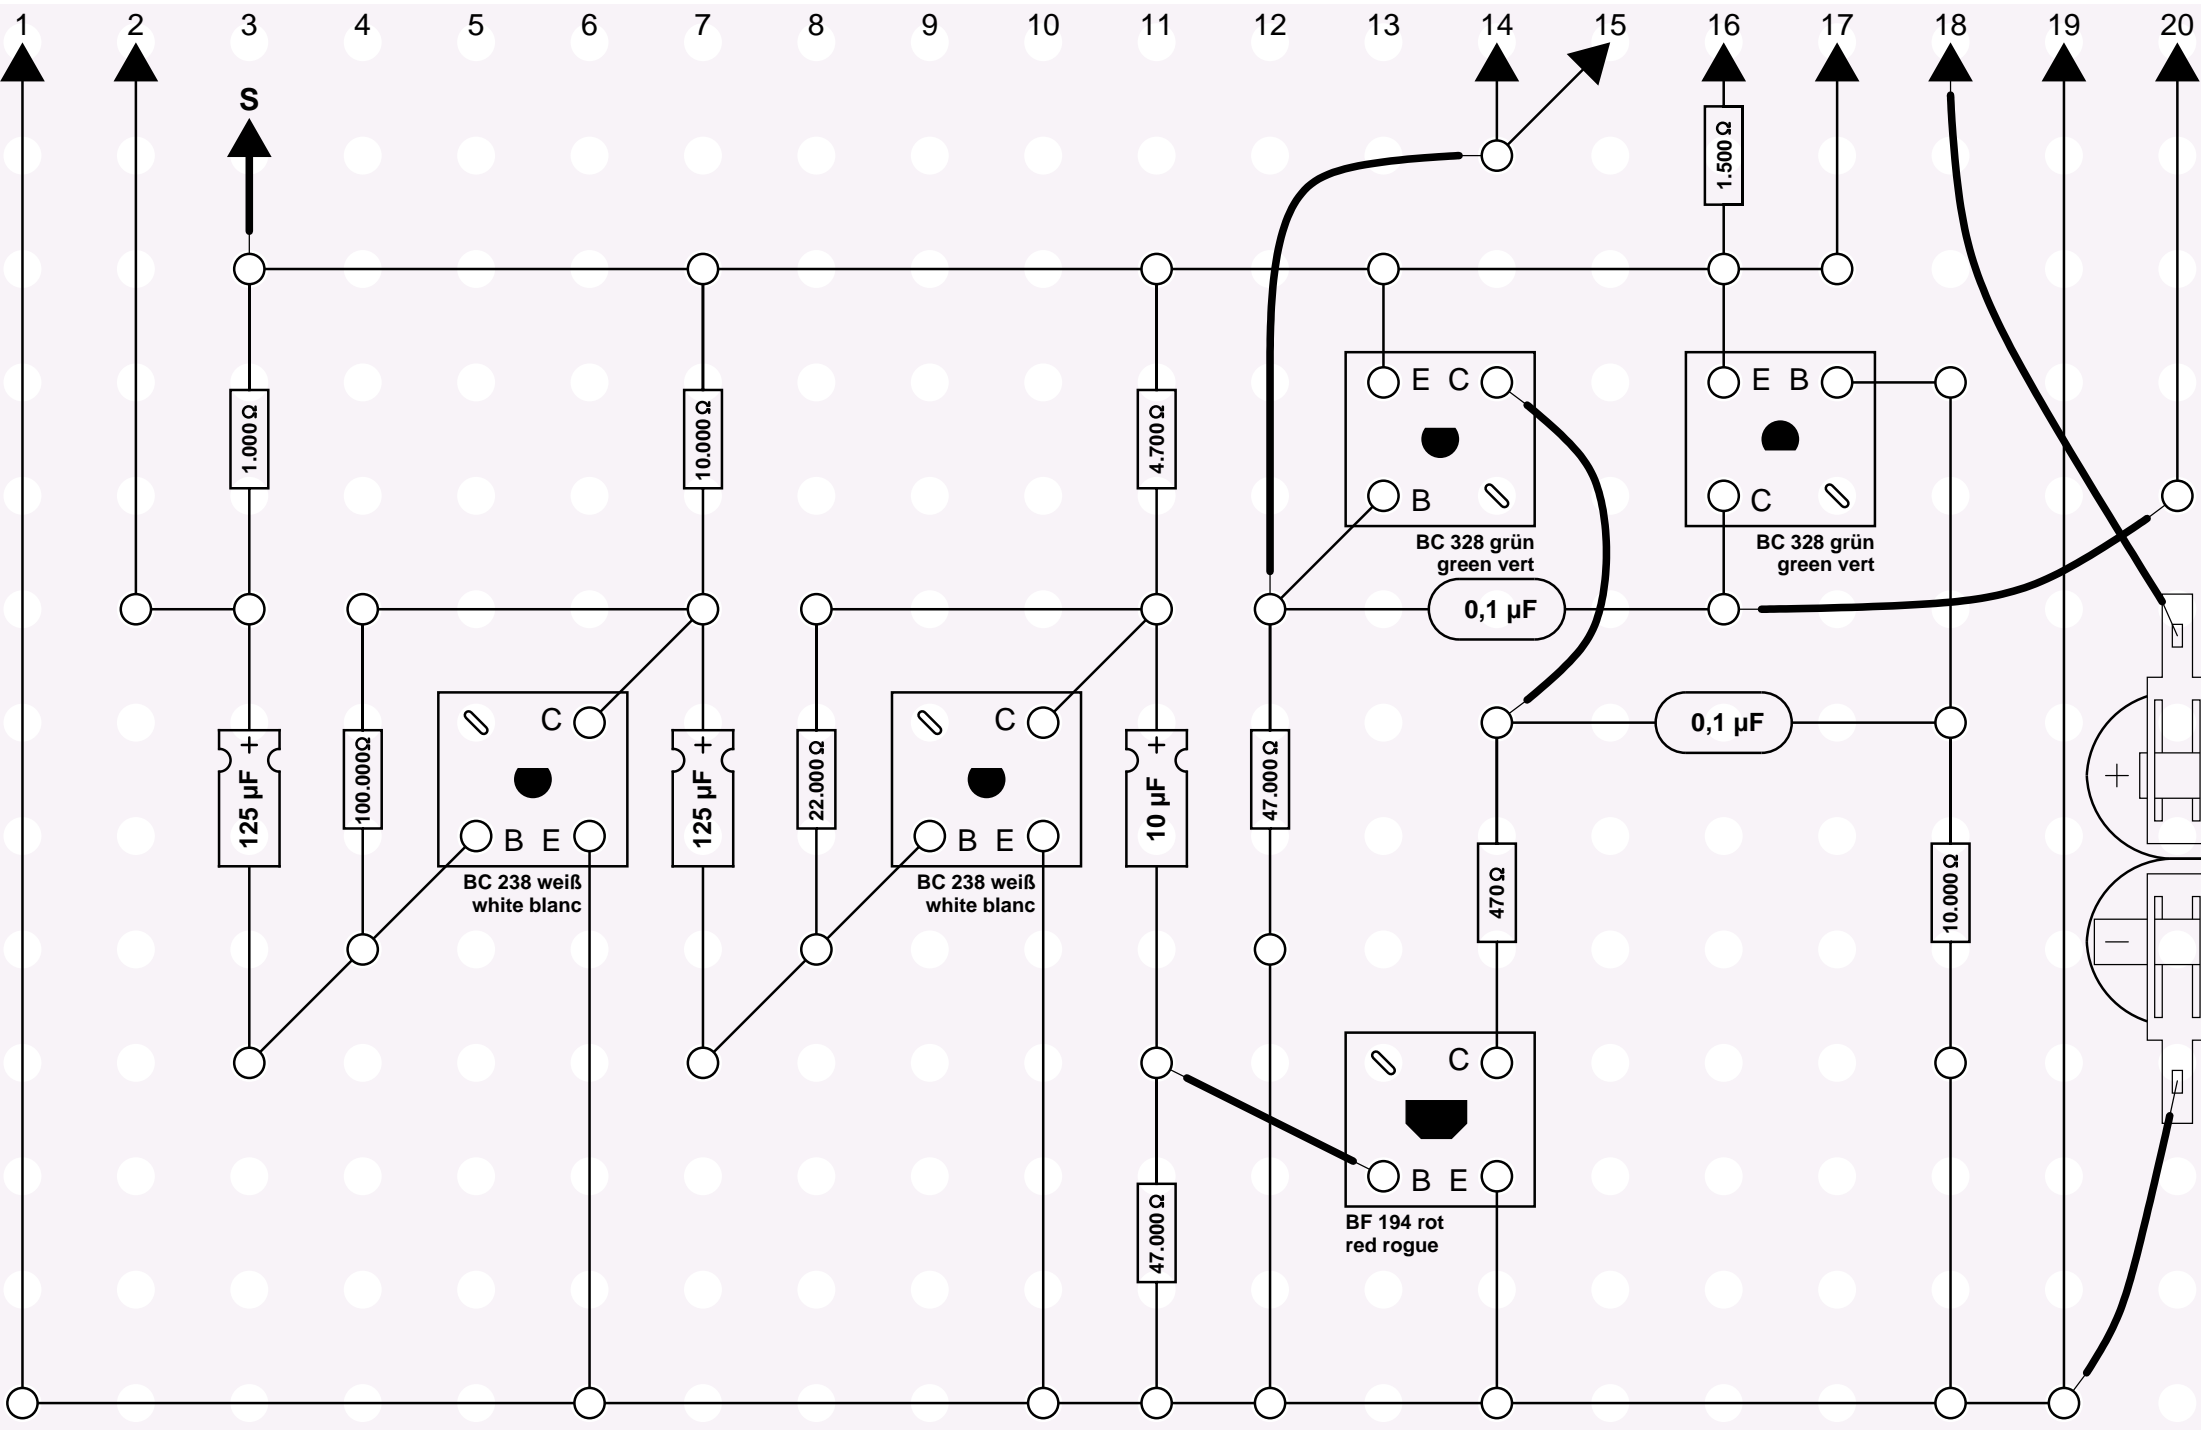 1 2 3 4 5 6 7 8 9 10 11 12 13 14 15 16 17 18 19 20
S
1.500 Ω
1.000 Ω
10.000 Ω
4.700 Ω
E C
B
BC 328 grün
green vert
E B
C
BC 328 grün
green vert
0,1 µF
0,1 µF
+
125 µF
100.000Ω
C
B E
BC 238 weiß
white blanc
+
125 µF
22.000 Ω
C
B E
BC 238 weiß
white blanc
+
10 µF
47.000 Ω
470 Ω
10.000 Ω
+
−
C
B E
BF 194 rot
red rogue
47.000 Ω